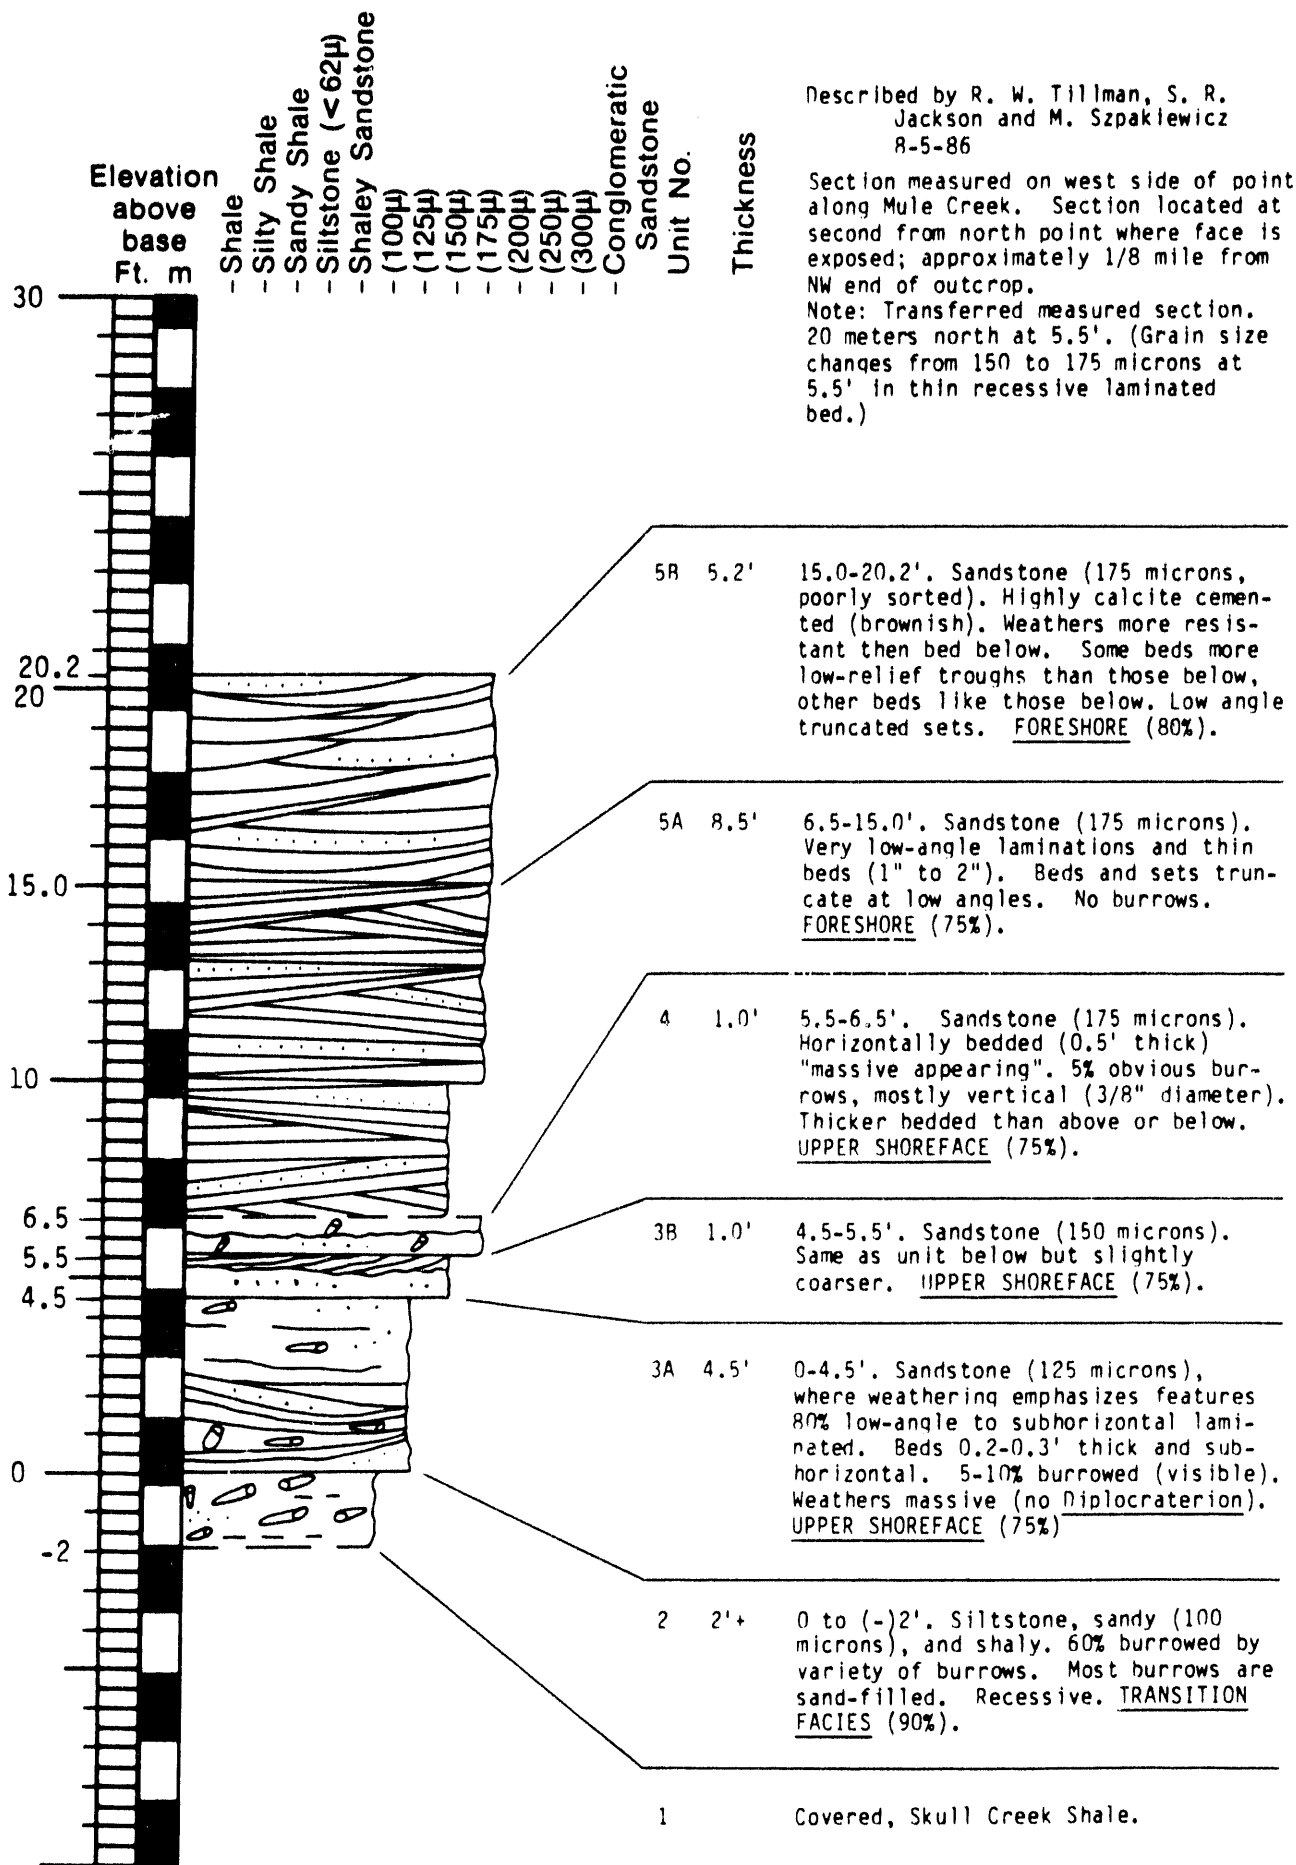 Described by R. W. Tillman, S. R.
Jackson and M. Szpakiewicz
8-5-86
Section measured on west side of point
along Mule Creek. Section located at
second from north point where face is
exposed; approximately 1/8 mile from
NW end of outcrop.
Note: Transferred measured section.
20 meters north at 5.5'. (Grain size
changes from 150 to 175 microns at
5.5' in thin recessive laminated
bed.)
Elevation
above
base
Ft. m
- Shale
- Silty Shale
- Sandy Shale
- Siltstone (<62µ)
- Shaley Sandstone
- (100µ)
- (125µ)
- (150µ)
- (175µ)
- (200µ)
- (250µ)
- (300µ)
- Conglomeratic
Sandstone
Unit No.
Thickness
30
20.2
20
15.0
10
6.5
5.5
4.5
0
-2
5B 5.2' 15.0-20.2'. Sandstone (175 microns,
poorly sorted). Highly calcite cemen-
ted (brownish). Weathers more resis-
tant then bed below. Some beds more
low-relief troughs than those below,
other beds like those below. Low angle
truncated sets. FORESHORE (80%).
5A 8.5' 6.5-15.0'. Sandstone (175 microns).
Very low-angle laminations and thin
beds (1" to 2"). Beds and sets trun-
cate at low angles. No burrows.
FORESHORE (75%).
4 1.0' 5.5-6.5'. Sandstone (175 microns).
Horizontally bedded (0.5' thick)
"massive appearing". 5% obvious bur-
rows, mostly vertical (3/8" diameter).
Thicker bedded than above or below.
UPPER SHOREFACE (75%).
3B 1.0' 4.5-5.5'. Sandstone (150 microns).
Same as unit below but slightly
coarser. UPPER SHOREFACE (75%).
3A 4.5' 0-4.5'. Sandstone (125 microns),
where weathering emphasizes features
80% low-angle to subhorizontal lami-
nated. Beds 0.2-0.3' thick and sub-
horizontal. 5-10% burrowed (visible).
Weathers massive (no Diplocraterion).
UPPER SHOREFACE (75%)
2 2'+ 0 to (-)2'. Siltstone, sandy (100
microns), and shaly. 60% burrowed by
variety of burrows. Most burrows are
sand-filled. Recessive. TRANSITION
FACIES (90%).
1 Covered, Skull Creek Shale.